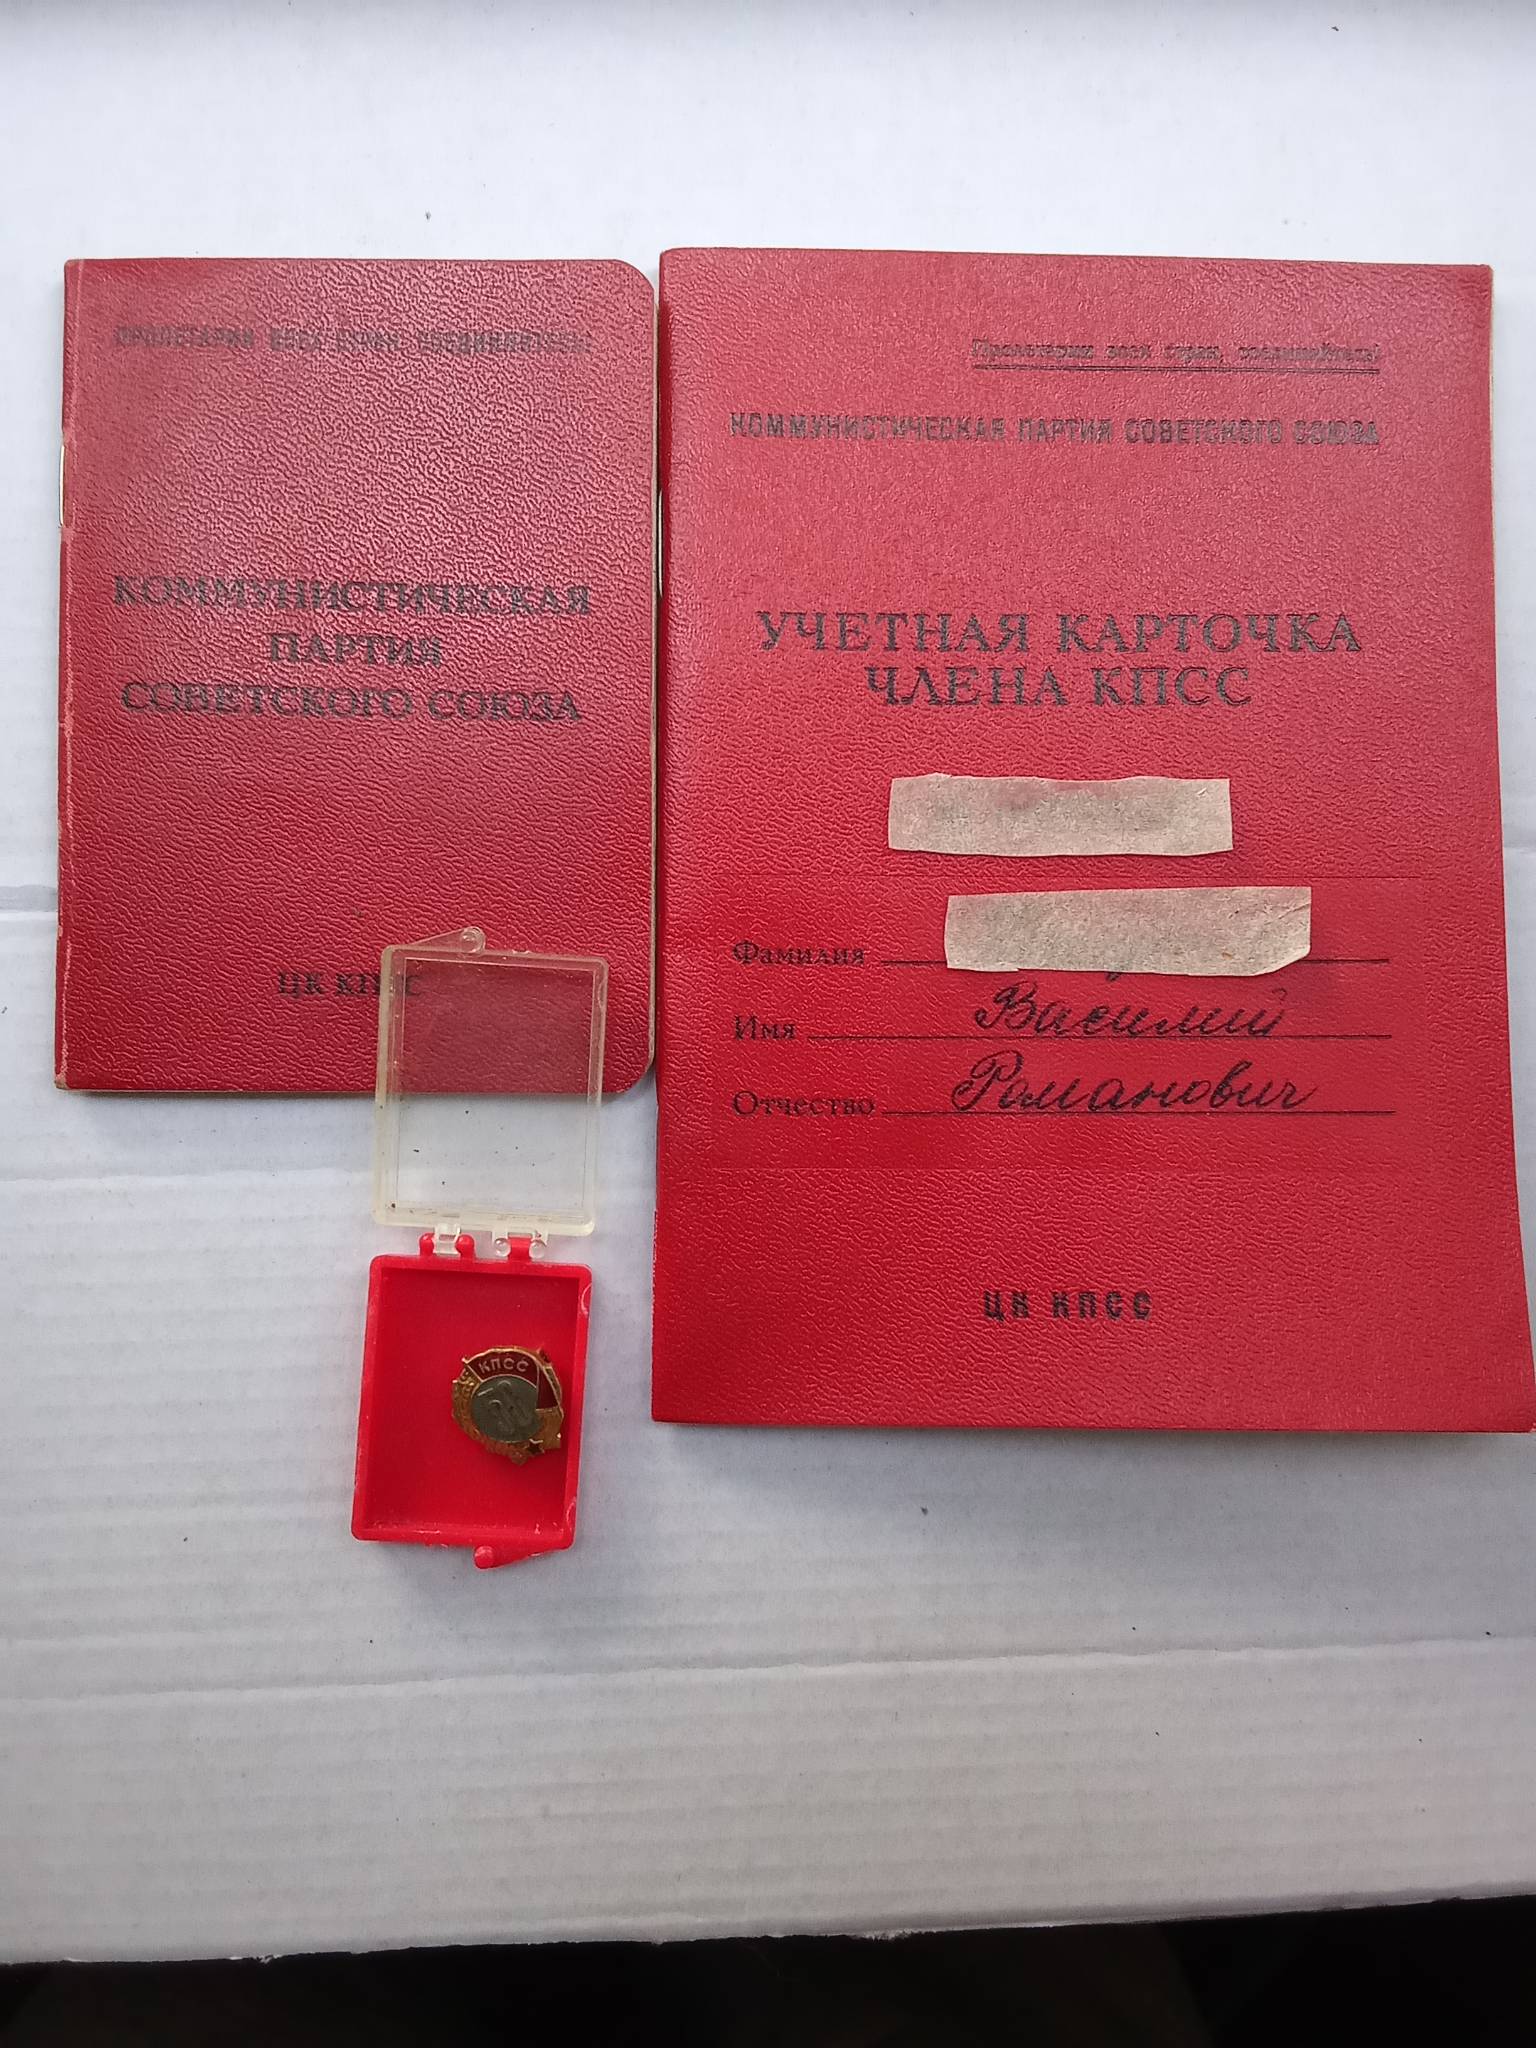 ПРОЛЕТАРИИ ВСЕХ СТРАН, СОЕДИНЯЙТЕСЬ!
КОММУНИСТИЧЕСКАЯ
ПАРТИЯ
СОВЕТСКОГО СОЮЗА
ЦК КПСС
Пролетарии всех стран, соединяйтесь!
КОММУНИСТИЧЕСКАЯ ПАРТИЯ СОВЕТСКОГО СОЮЗА
УЧЕТНАЯ КАРТОЧКА
ЧЛЕНА КПСС
Фамилия
Имя Василий
Отчество Романович
ЦК КПСС
КПСС